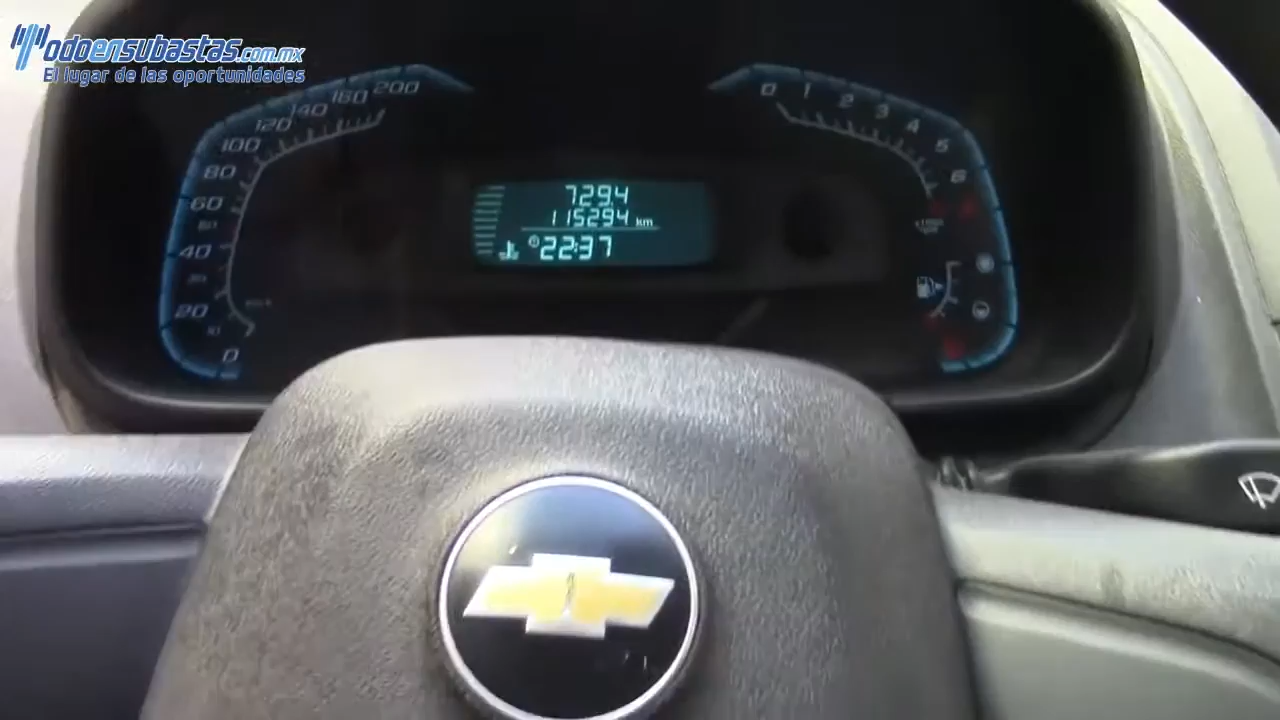 Todoensubastas.com.mx
El lugar de las oportunidades
0 20 40 60 80 100 120 140 160 200
729.4
115294 km
22:37
0 1 2 3 4 5 6